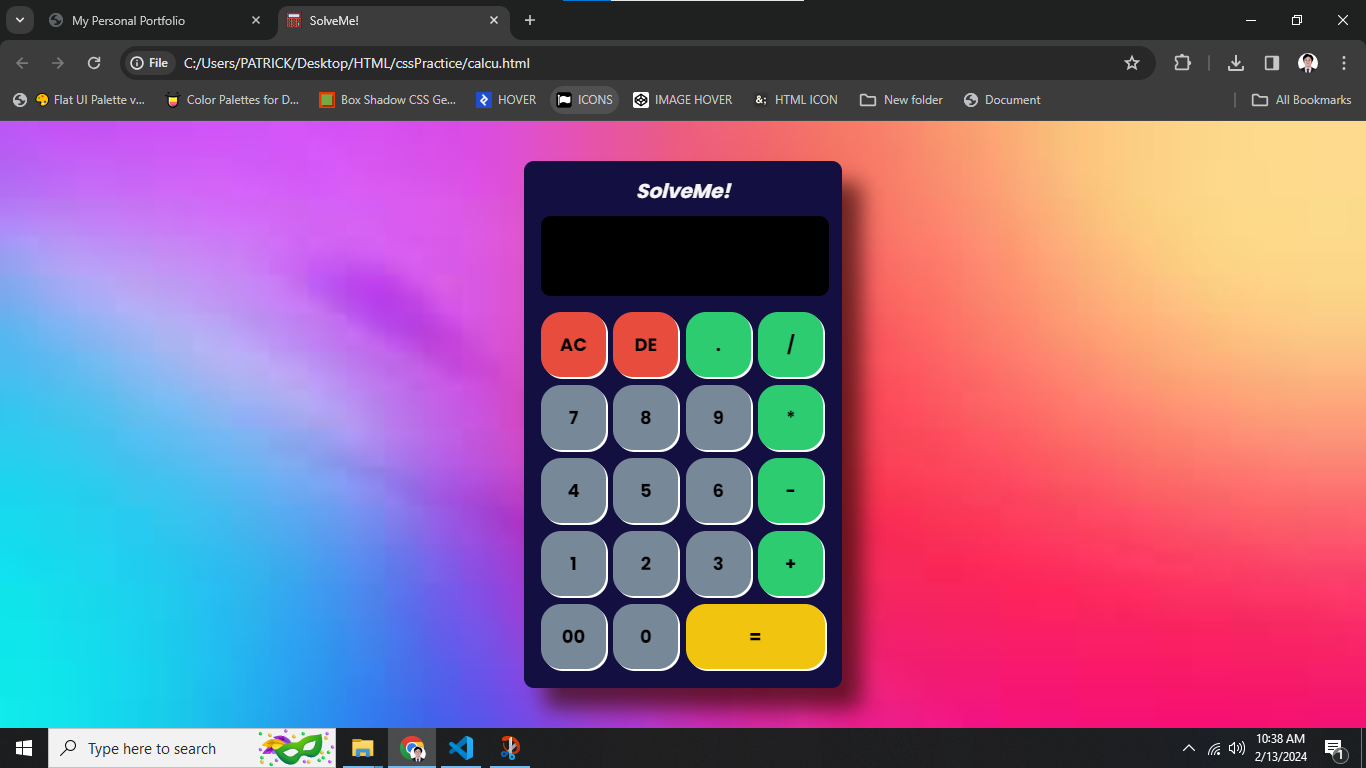 My Personal Portfolio
SolveMe!
File C:/Users/PATRICK/Desktop/HTML/cssPractice/calcu.html
Flat UI Palette v... Color Palettes for D... Box Shadow CSS Ge... HOVER ICONS IMAGE HOVER &; HTML ICON New folder Document All Bookmarks
SolveMe!
AC DE . /
7 8 9 *
4 5 6 -
1 2 3 +
00 0 =
Type here to search
10:38 AM
2/13/2024
1